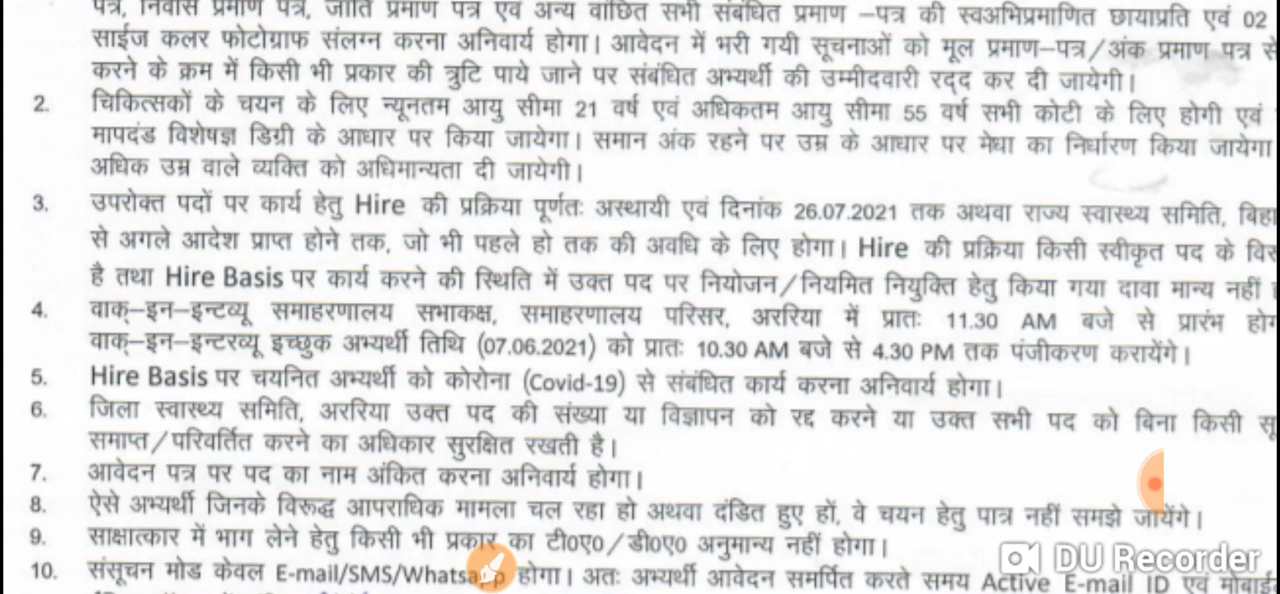 पत्र, निवास प्रमाण पत्र, जाति प्रमाण पत्र एवं अन्य वांछित सभी संबंधित प्रमाण –पत्र की स्वअभिप्रमाणित छायाप्रति एवं 02
साईज कलर फोटोग्राफ संलग्न करना अनिवार्य होगा। आवेदन में भरी गयी सूचनाओं को मूल प्रमाण–पत्र/अंक प्रमाण पत्र से
करने के क्रम में किसी भी प्रकार की त्रुटि पाये जाने पर संबंधित अभ्यर्थी की उम्मीदवारी रद्द कर दी जायेगी।
2. चिकित्सकों के चयन के लिए न्यूनतम आयु सीमा 21 वर्ष एवं अधिकतम आयु सीमा 55 वर्ष सभी कोटी के लिए होगी एवं
मापदंड विशेषज्ञ डिग्री के आधार पर किया जायेगा। समान अंक रहने पर उम्र के आधार पर मेधा का निर्धारण किया जायेगा
अधिक उम्र वाले व्यक्ति को अधिमान्यता दी जायेगी।
3. उपरोक्त पदों पर कार्य हेतु Hire की प्रक्रिया पूर्णतः अस्थायी एवं दिनांक 26.07.2021 तक अथवा राज्य स्वास्थ्य समिति,
से अगले आदेश प्राप्त होने तक, जो भी पहले हो तक की अवधि के लिए होगा। Hire की प्रक्रिया किसी स्वीकृत पद के
है तथा Hire Basis पर कार्य करने की स्थिति में उक्त पद पर नियोजन/नियमित नियुक्ति हेतु किया गया दावा मान्य नहीं
4. वाक्–इन–इन्टव्यू समाहरणालय सभाकक्ष, समाहरणालय परिसर, अररिया में प्रातः 11.30 AM बजे से प्रारंभ
वाक्–इन–इन्टरव्यू इच्छुक अभ्यर्थी तिथि (07.06.2021) को प्रातः 10.30 AM बजे से 4.30 PM तक पंजीकरण करायेंगे।
5. Hire Basis पर चयनित अभ्यर्थी को कोरोना (Covid-19) से संबंधित कार्य करना अनिवार्य होगा।
6. जिला स्वास्थ्य समिति, अररिया उक्त पद की संख्या या विज्ञापन को रद्द करने या उक्त सभी पद को बिना किसी
समाप्त/परिवर्तित करने का अधिकार सुरक्षित रखती है।
7. आवेदन पत्र पर पद का नाम अंकित करना अनिवार्य होगा।
8. ऐसे अभ्यर्थी जिनके विरूद्ध आपराधिक मामला चल रहा हो अथवा दंडित हुए हों, वे चयन हेतु पात्र नहीं समझे जायेंगे।
9. साक्षात्कार में भाग लेने हेतु किसी भी प्रकार का टी०ए०/डी०ए० अनुमान्य नहीं होगा।
10. संसूचन मोड केवल E-mail/SMS/Whatsapp होगा। अतः अभ्यर्थी आवेदन समर्पित करते समय Active E-mail ID एवं
DU Recorder